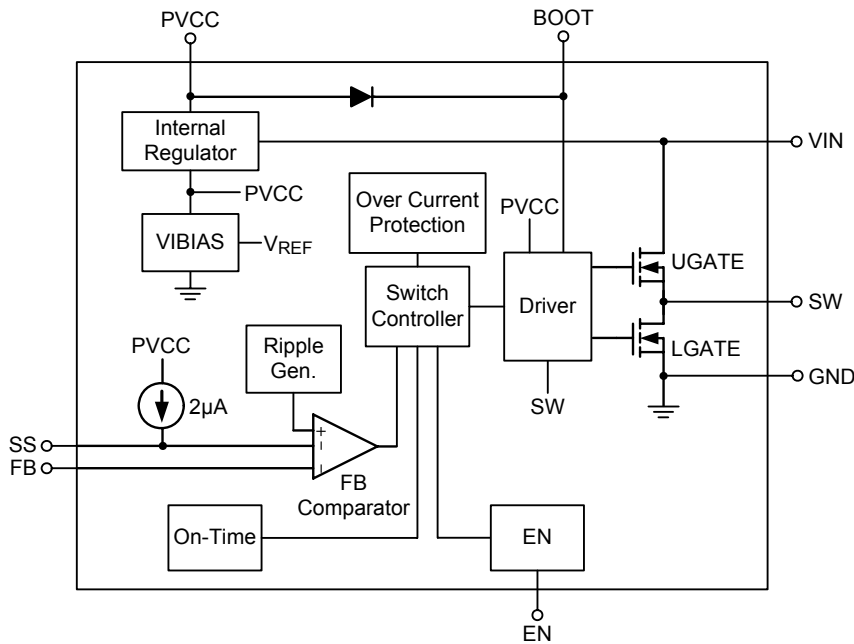 PVCC
BOOT
Internal
Regulator
VIN
PVCC
Over Current
Protection
PVCC
VIBIAS
VREF
UGATE
Switch
Controller
Driver
SW
PVCC
Ripple
Gen.
LGATE
GND
2µA
SW
SS
+
-
FB
-
FB
Comparator
On-Time
EN
EN